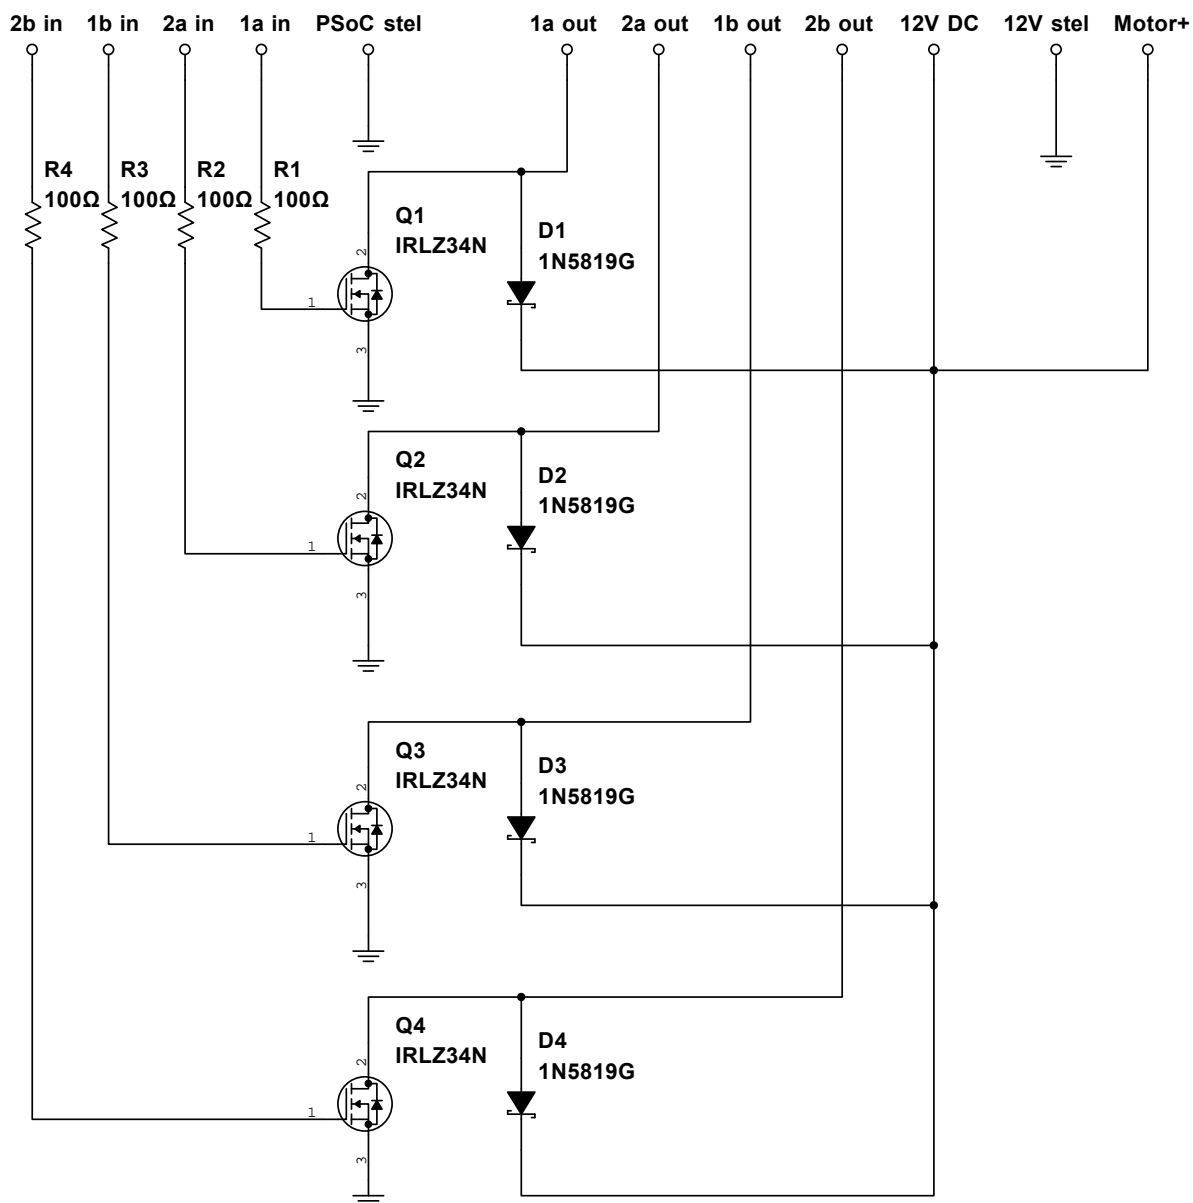 2b in 1b in 2a in 1a in PSoC stel 1a out 2a out 1b out 2b out 12V DC 12V stel Motor+
R4 R3 R2 R1
100Ω 100Ω 100Ω 100Ω
Q1
IRLZ34N
D1
1N5819G
2
1
3
Q2
IRLZ34N
D2
1N5819G
2
1
3
Q3
IRLZ34N
D3
1N5819G
2
1
3
Q4
IRLZ34N
D4
1N5819G
2
1
3